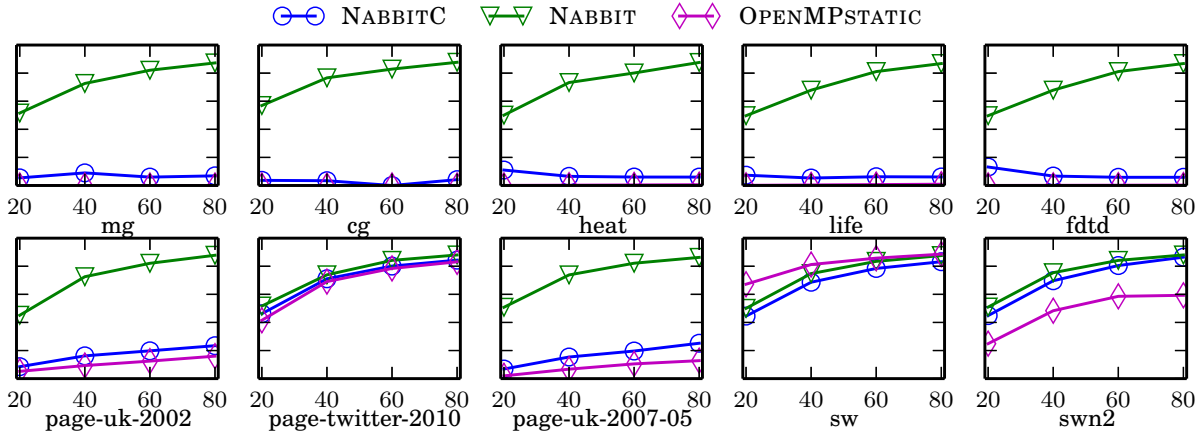 NABBITC NABBIT OPENMPSTATIC
20 40 60 80 20 40 60 80 20 40 60 80 20 40 60 80 20 40 60 80
mg cg heat life fdtd
20 40 60 80 20 40 60 80 20 40 60 80 20 40 60 80 20 40 60 80
page-uk-2002 page-twitter-2010 page-uk-2007-05 sw swn2